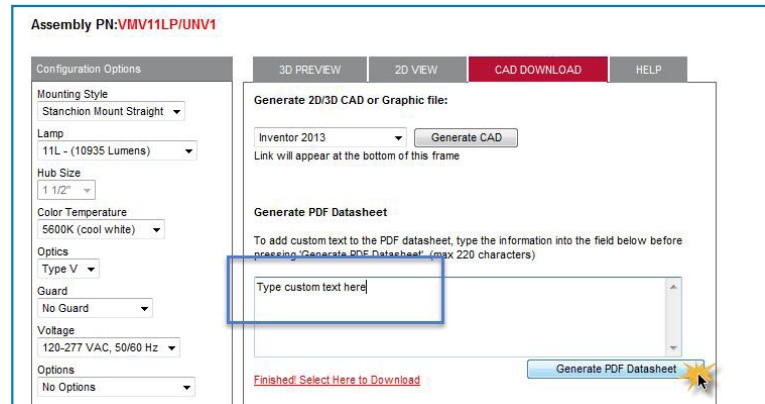 Assembly PN:VMV11LP/UNV1
Configuration Options
Mounting Style
Stanchion Mount Straight
Lamp
11L - (10935 Lumens)
Hub Size
1 1/2"
Color Temperature
5600K (cool white)
Optics
Type V
Guard
No Guard
Voltage
120-277 VAC, 50/60 Hz
Options
No Options
3D PREVIEW
2D VIEW
CAD DOWNLOAD
HELP
Generate 2D/3D CAD or Graphic file:
Inventor 2013
Generate CAD
Link will appear at the bottom of this frame
Generate PDF Datasheet
To add custom text to the PDF datasheet, type the information into the field below before
pressing 'Generate PDF Datasheet'. (max 220 characters)
Type custom text here
Generate PDF Datasheet
Finished! Select Here to Download